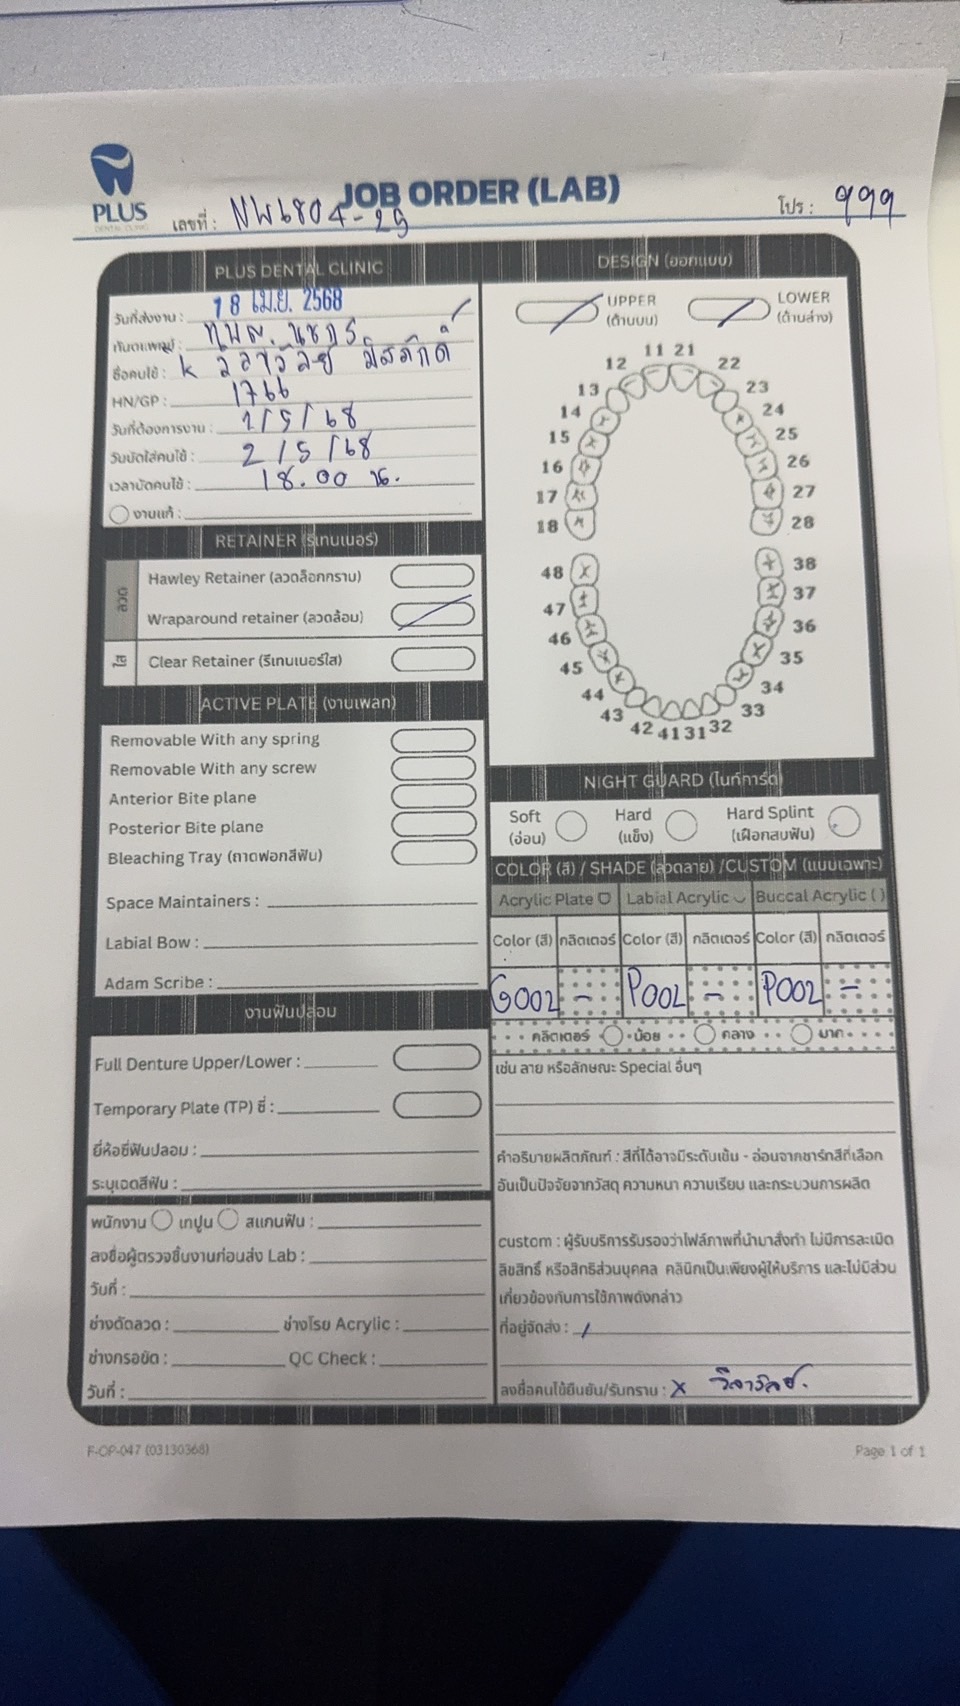 PLUS
DENTAL CLINIC
JOB ORDER (LAB)
เลขที่ : NW6804-29
โปร : 999
PLUS DENTAL CLINIC
วันที่ส่งงาน : 18 เม.ย. 2568
ทันตแพทย์ : ทพญ. นชกร
ชื่อคนไข้ : K
HN/GP : 1766
วันที่ต้องการงาน : 1/5/68
วันนัดใส่คนไข้ : 2/5/68
เวลานัดคนไข้ : 18.00 น.
งานแก้ :
RETAINER (รีเทนเนอร์)
ลวด
Hawley Retainer (ลวดล็อกกราม)
Wraparound retainer (ลวดล้อม)
ใส
Clear Retainer (รีเทนเนอร์ใส)
ACTIVE PLATE (งานเพลท)
Removable With any spring
Removable With any screw
Anterior Bite plane
Posterior Bite plane
Bleaching Tray (ถาดฟอกสีฟัน)
Space Maintainers :
Labial Bow :
Adam Scribe :
งานฟันปลอม
Full Denture Upper/Lower :
Temporary Plate (TP) ซี่ :
ยี่ห้อซี่ฟันปลอม :
ระบุเฉดสีฟัน :
พนักงาน เทปูน สแกนฟัน :
ลงชื่อผู้ตรวจชิ้นงานก่อนส่ง Lab :
วันที่ :
ช่างดัดลวด : ช่างโรย Acrylic :
ช่างกรอขัด : QC Check :
วันที่ :
DESIGN (ออกแบบ)
UPPER
(ด้านบน)
LOWER
(ด้านล่าง)
11 21
12 22
13 23
14 24
15 25
16 26
17 27
18 28
48 38
47 37
46 36
45 35
44 34
43 33
42 41 31 32
NIGHT GUARD (ไนท์การ์ด)
Soft
(อ่อน)
Hard
(แข็ง)
Hard Splint
(เฝือกสบฟัน)
COLOR (สี) / SHADE (ลวดลาย) /CUSTOM (แบบเฉพาะ)
Acrylic Plate Labial Acrylic Buccal Acrylic ( )
Color (สี) กลิตเตอร์ Color (สี) กลิตเตอร์ Color (สี) กลิตเตอร์
G002 - P002 - P002 -
กลิตเตอร์ น้อย กลาง มาก
เช่น ลาย หรือลักษณะ Special อื่นๆ
คำอธิบายผลิตภัณฑ์ : สีที่ได้อาจมีระดับเข้ม - อ่อนจากชาร์ทสีที่เลือก
อันเป็นปัจจัยจากวัสดุ ความหนา ความเรียบ และกระบวนการผลิต
custom : ผู้รับบริการรับรองว่าไฟล์ภาพที่นำมาสั่งทำ ไม่มีการละเมิด
ลิขสิทธิ์ หรือสิทธิส่วนบุคคล คลินิกเป็นเพียงผู้ให้บริการ และไม่มีส่วน
เกี่ยวข้องกับการใช้ภาพดังกล่าว
ที่อยู่จัดส่ง : /
ลงชื่อคนไข้ยืนยัน/รับทราบ : x
F-OP-047 (03130368)
Page 1 of 1